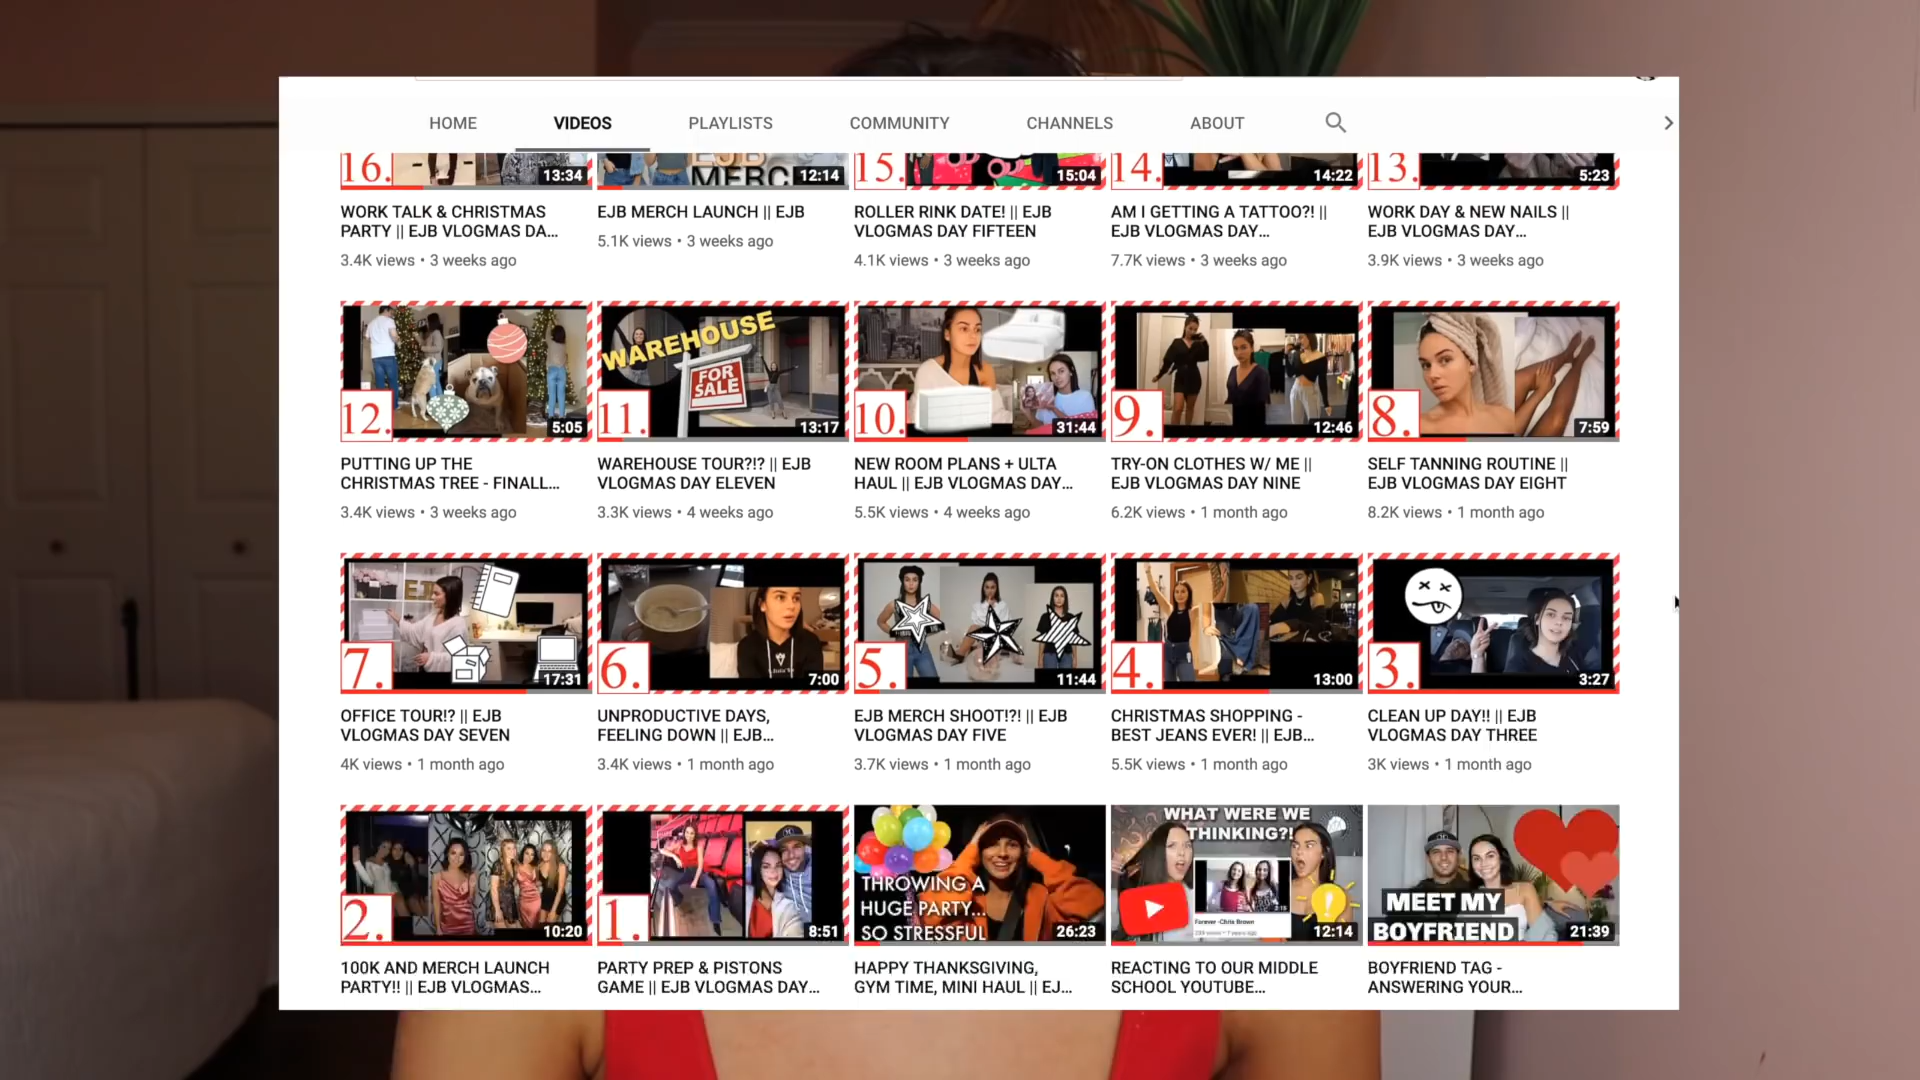 HOME VIDEOS PLAYLISTS COMMUNITY CHANNELS ABOUT
16. 13:34
EJB
MERCH 12:14
15. 15:04
14. 14:22
13. 5:23
WORK TALK & CHRISTMAS
PARTY || EJB VLOGMAS DA...
3.4K views • 3 weeks ago
EJB MERCH LAUNCH || EJB
5.1K views • 3 weeks ago
ROLLER RINK DATE! || EJB
VLOGMAS DAY FIFTEEN
4.1K views • 3 weeks ago
AM I GETTING A TATTOO?! ||
EJB VLOGMAS DAY...
7.7K views • 3 weeks ago
WORK DAY & NEW NAILS ||
EJB VLOGMAS DAY...
3.9K views • 3 weeks ago
12. 5:05
WAREHOUSE
FOR
SALE
11. 13:17
10. 31:44
9. 12:46
8. 7:59
PUTTING UP THE
CHRISTMAS TREE - FINALL...
3.4K views • 3 weeks ago
WAREHOUSE TOUR?!? || EJB
VLOGMAS DAY ELEVEN
3.3K views • 4 weeks ago
NEW ROOM PLANS + ULTA
HAUL || EJB VLOGMAS DAY...
5.5K views • 4 weeks ago
TRY-ON CLOTHES W/ ME ||
EJB VLOGMAS DAY NINE
6.2K views • 1 month ago
SELF TANNING ROUTINE ||
EJB VLOGMAS DAY EIGHT
8.2K views • 1 month ago
EJB
7. 17:31
6. 7:00
5. 11:44
4. 13:00
3. 3:27
OFFICE TOUR!? || EJB
VLOGMAS DAY SEVEN
4K views • 1 month ago
UNPRODUCTIVE DAYS,
FEELING DOWN || EJB...
3.4K views • 1 month ago
EJB MERCH SHOOT!?! || EJB
VLOGMAS DAY FIVE
3.7K views • 1 month ago
CHRISTMAS SHOPPING -
BEST JEANS EVER! || EJB...
5.5K views • 1 month ago
CLEAN UP DAY!! || EJB
VLOGMAS DAY THREE
3K views • 1 month ago
2. 10:20
1. 8:51
THROWING A
HUGE PARTY...
SO STRESSFUL 26:23
WHAT WERE WE
THINKING?!
Forever -Chris Brown
12:14
MEET MY
BOYFRIEND 21:39
100K AND MERCH LAUNCH
PARTY!! || EJB VLOGMAS...
PARTY PREP & PISTONS
GAME || EJB VLOGMAS DAY...
HAPPY THANKSGIVING,
GYM TIME, MINI HAUL || EJ...
REACTING TO OUR MIDDLE
SCHOOL YOUTUBE...
BOYFRIEND TAG -
ANSWERING YOUR...